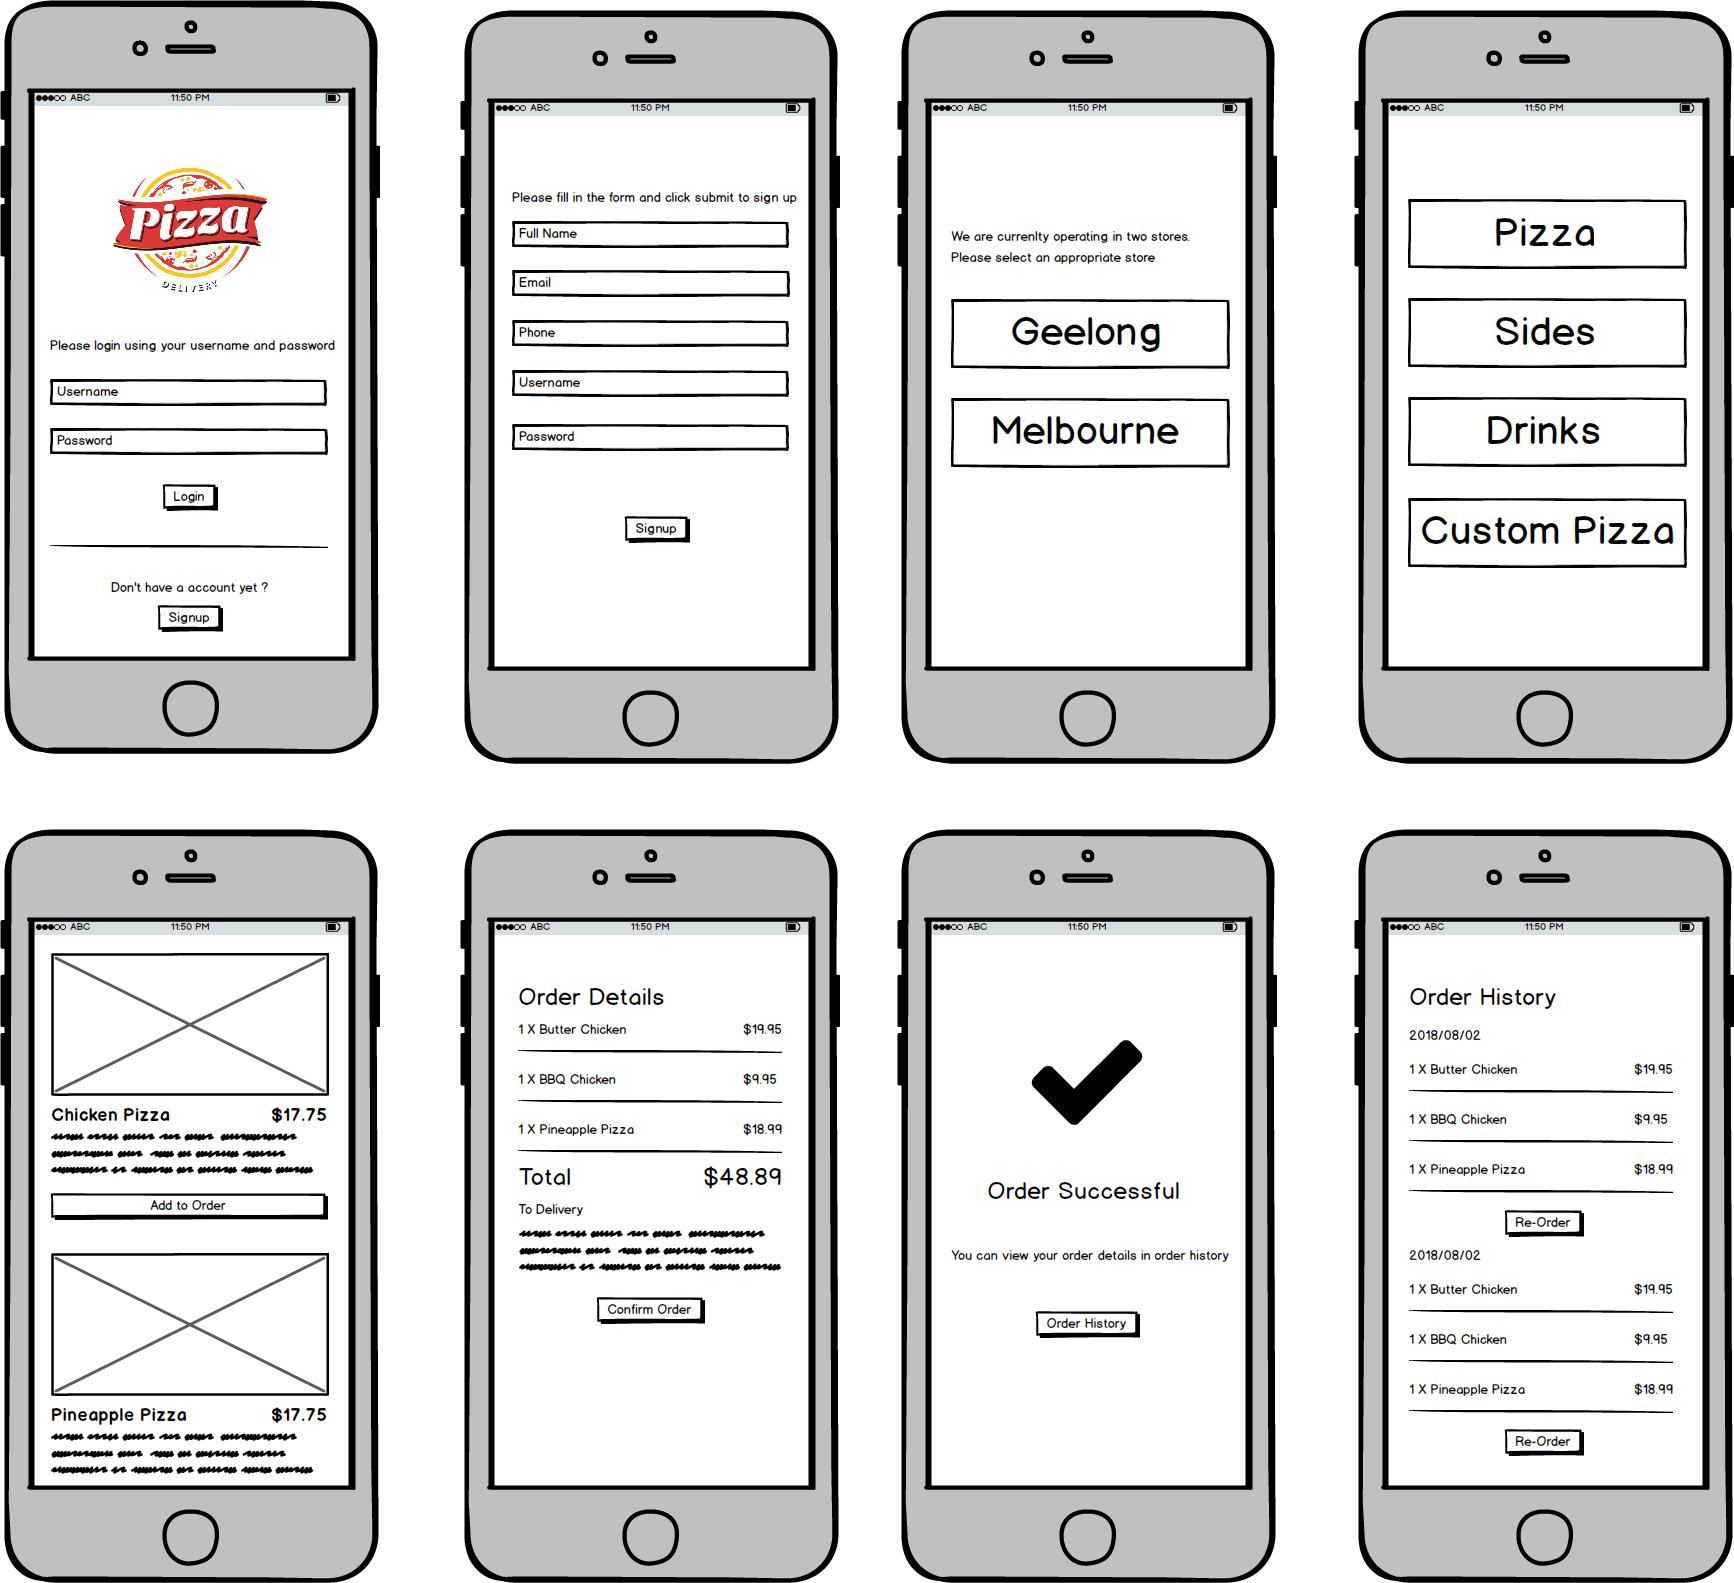 ABC 11:50 PM
Pizza
DELIVERY
Please login using your username and password
Username
Password
Login
Don't have a account yet ?
Signup
ABC 11:50 PM
Please fill in the form and click submit to sign up
Full Name
Email
Phone
Username
Password
Signup
ABC 11:50 PM
We are currenlty operating in two stores.
Please select an appropriate store
Geelong
Melbourne
ABC 11:50 PM
Pizza
Sides
Drinks
Custom Pizza
ABC 11:50 PM
Chicken Pizza $17.75
Add to Order
Pineapple Pizza $17.75
ABC 11:50 PM
Order Details
1 X Butter Chicken $19.95
1 X BBQ Chicken $9.95
1 X Pineapple Pizza $18.99
Total $48.89
To Delivery
Confirm Order
ABC 11:50 PM
Order Successful
You can view your order details in order history
Order History
ABC 11:50 PM
Order History
2018/08/02
1 X Butter Chicken $19.95
1 X BBQ Chicken $9.95
1 X Pineapple Pizza $18.99
Re-Order
2018/08/02
1 X Butter Chicken $19.95
1 X BBQ Chicken $9.95
1 X Pineapple Pizza $18.99
Re-Order